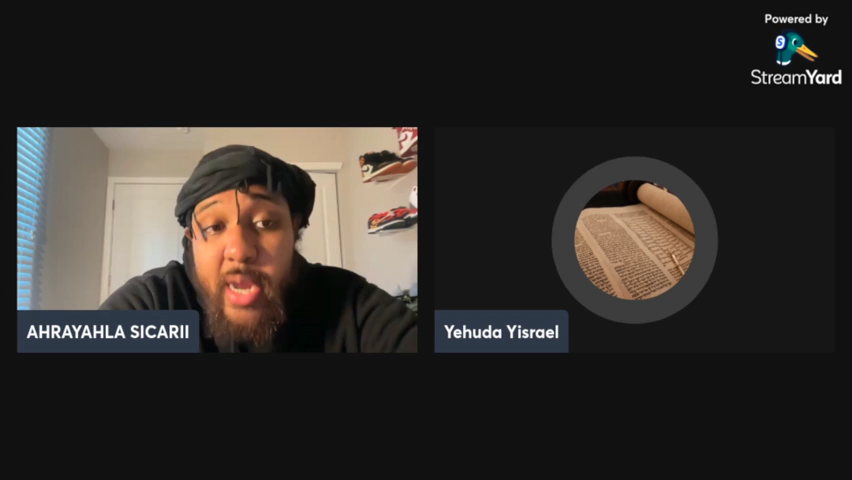 Powered by
StreamYard
AHRAYAHLA SICARII
Yehuda Yisrael